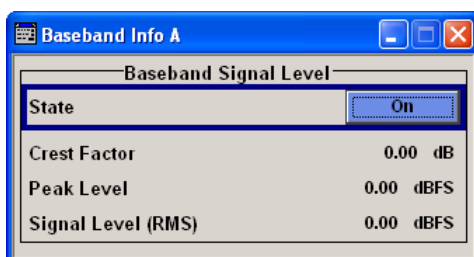 Baseband Info A
Baseband Signal Level
State On
Crest Factor 0.00 dB
Peak Level 0.00 dBFS
Signal Level (RMS) 0.00 dBFS